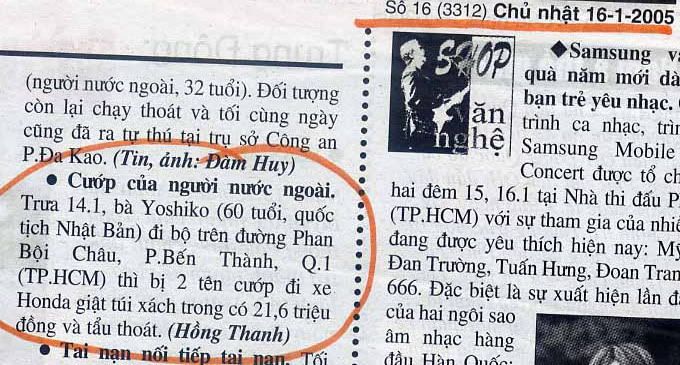 Số 16 (3312) Chủ nhật 16-1-2005
(người nước ngoài, 32 tuổi). Đối tượng
còn lại chạy thoát và tối cùng ngày
cũng đã ra tự thú tại trụ sở Công an
P.Đa Kao. (Tin, ảnh: Đàm Huy)
● Cướp của người nước ngoài.
Trưa 14.1, bà Yoshiko (60 tuổi, quốc
tịch Nhật Bản) đi bộ trên đường Phan
Bội Châu, P.Bến Thành, Q.1
(TP.HCM) thì bị 2 tên cướp đi xe
Honda giật túi xách trong có 21,6 triệu
đồng và tẩu thoát. (Hồng Thanh)
● Tai nạn nối tiếp tai nạn. Tối
SHOP
văn
nghệ
◆Samsung
quà năm mới
bạn trẻ yêu nhạc.
trình ca nhạc,
Samsung Mobile
Concert được tổ
hai đêm 15, 16.1 tại Nhà thi đấu
(TP.HCM) với sự tham gia của
đang được yêu thích hiện nay: Mỹ
Đan Trường, Tuấn Hưng, Đoan
666. Đặc biệt là sự xuất hiện lần
của hai ngôi sao
âm nhạc hàng
đầu Hàn Quốc: